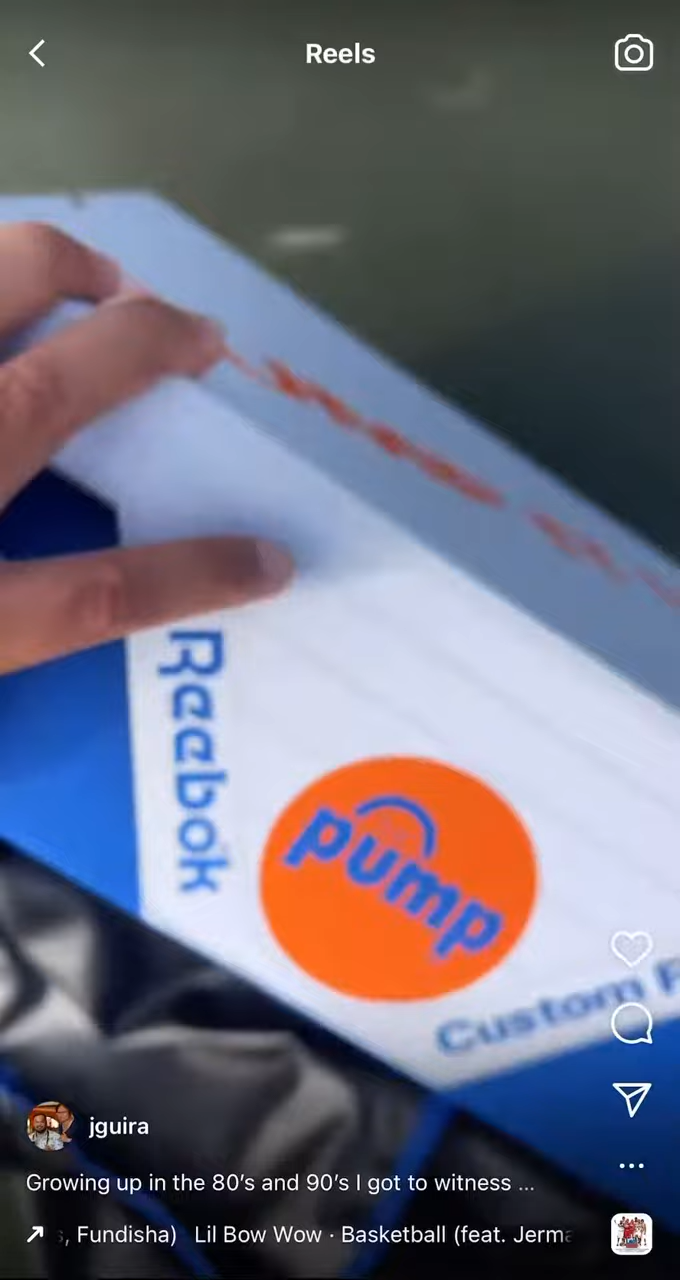 Reels
Reebok
pump
Custom F
jguira
Growing up in the 80’s and 90’s I got to witness ...
, Fundisha) Lil Bow Wow · Basketball (feat. Jerma